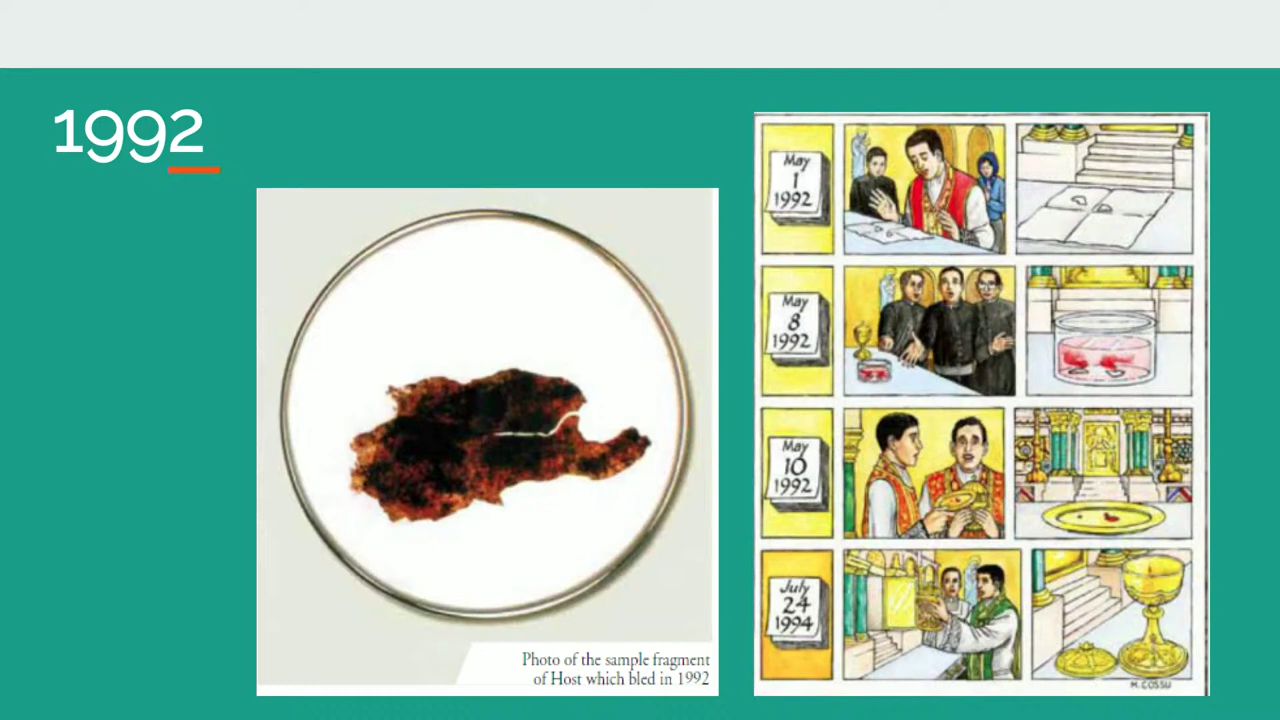 1992
Photo of the sample fragment
of Host which bled in 1992
May
1
1992
May
8
1992
May
10
1992
July
24
1994
M. COSSU